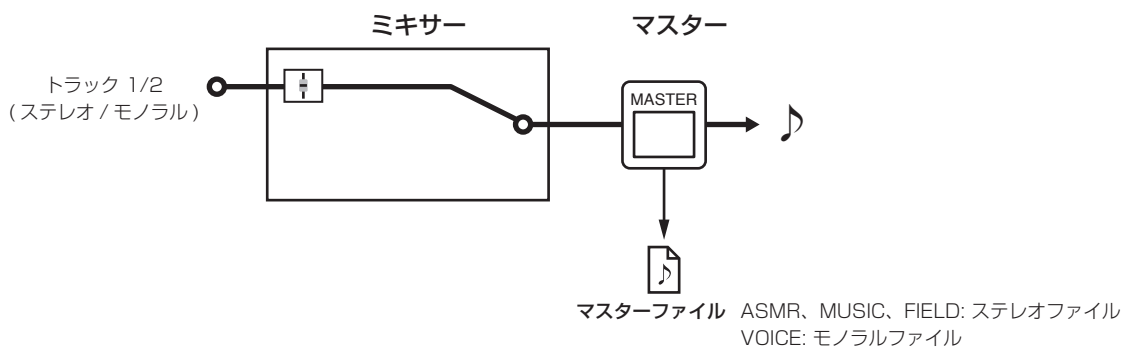 ミキサー
マスター
トラック 1/2
( ステレオ / モノラル )
MASTER
マスターファイル ASMR、MUSIC、FIELD: ステレオファイル
VOICE: モノラルファイル